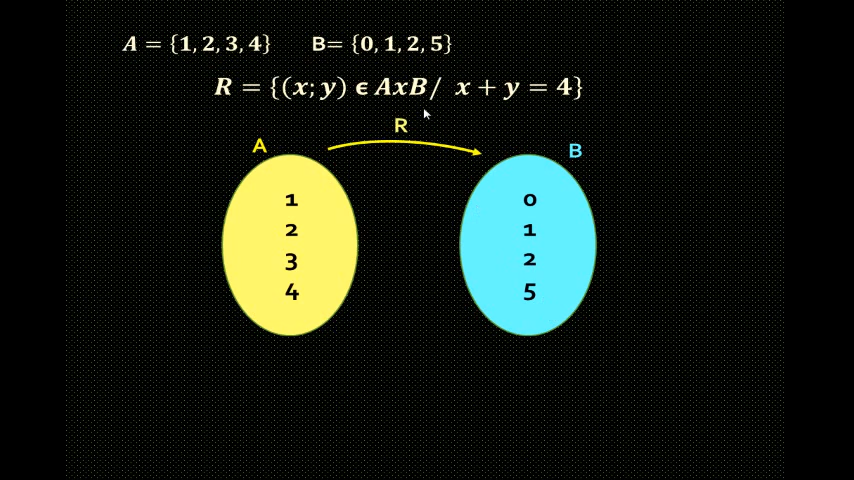 A = {1, 2, 3, 4} B= {0, 1, 2, 5}
R = {(x; y) ϵ AxB/ x + y = 4}
R
A B
1 0
2 1
3 2
4 5